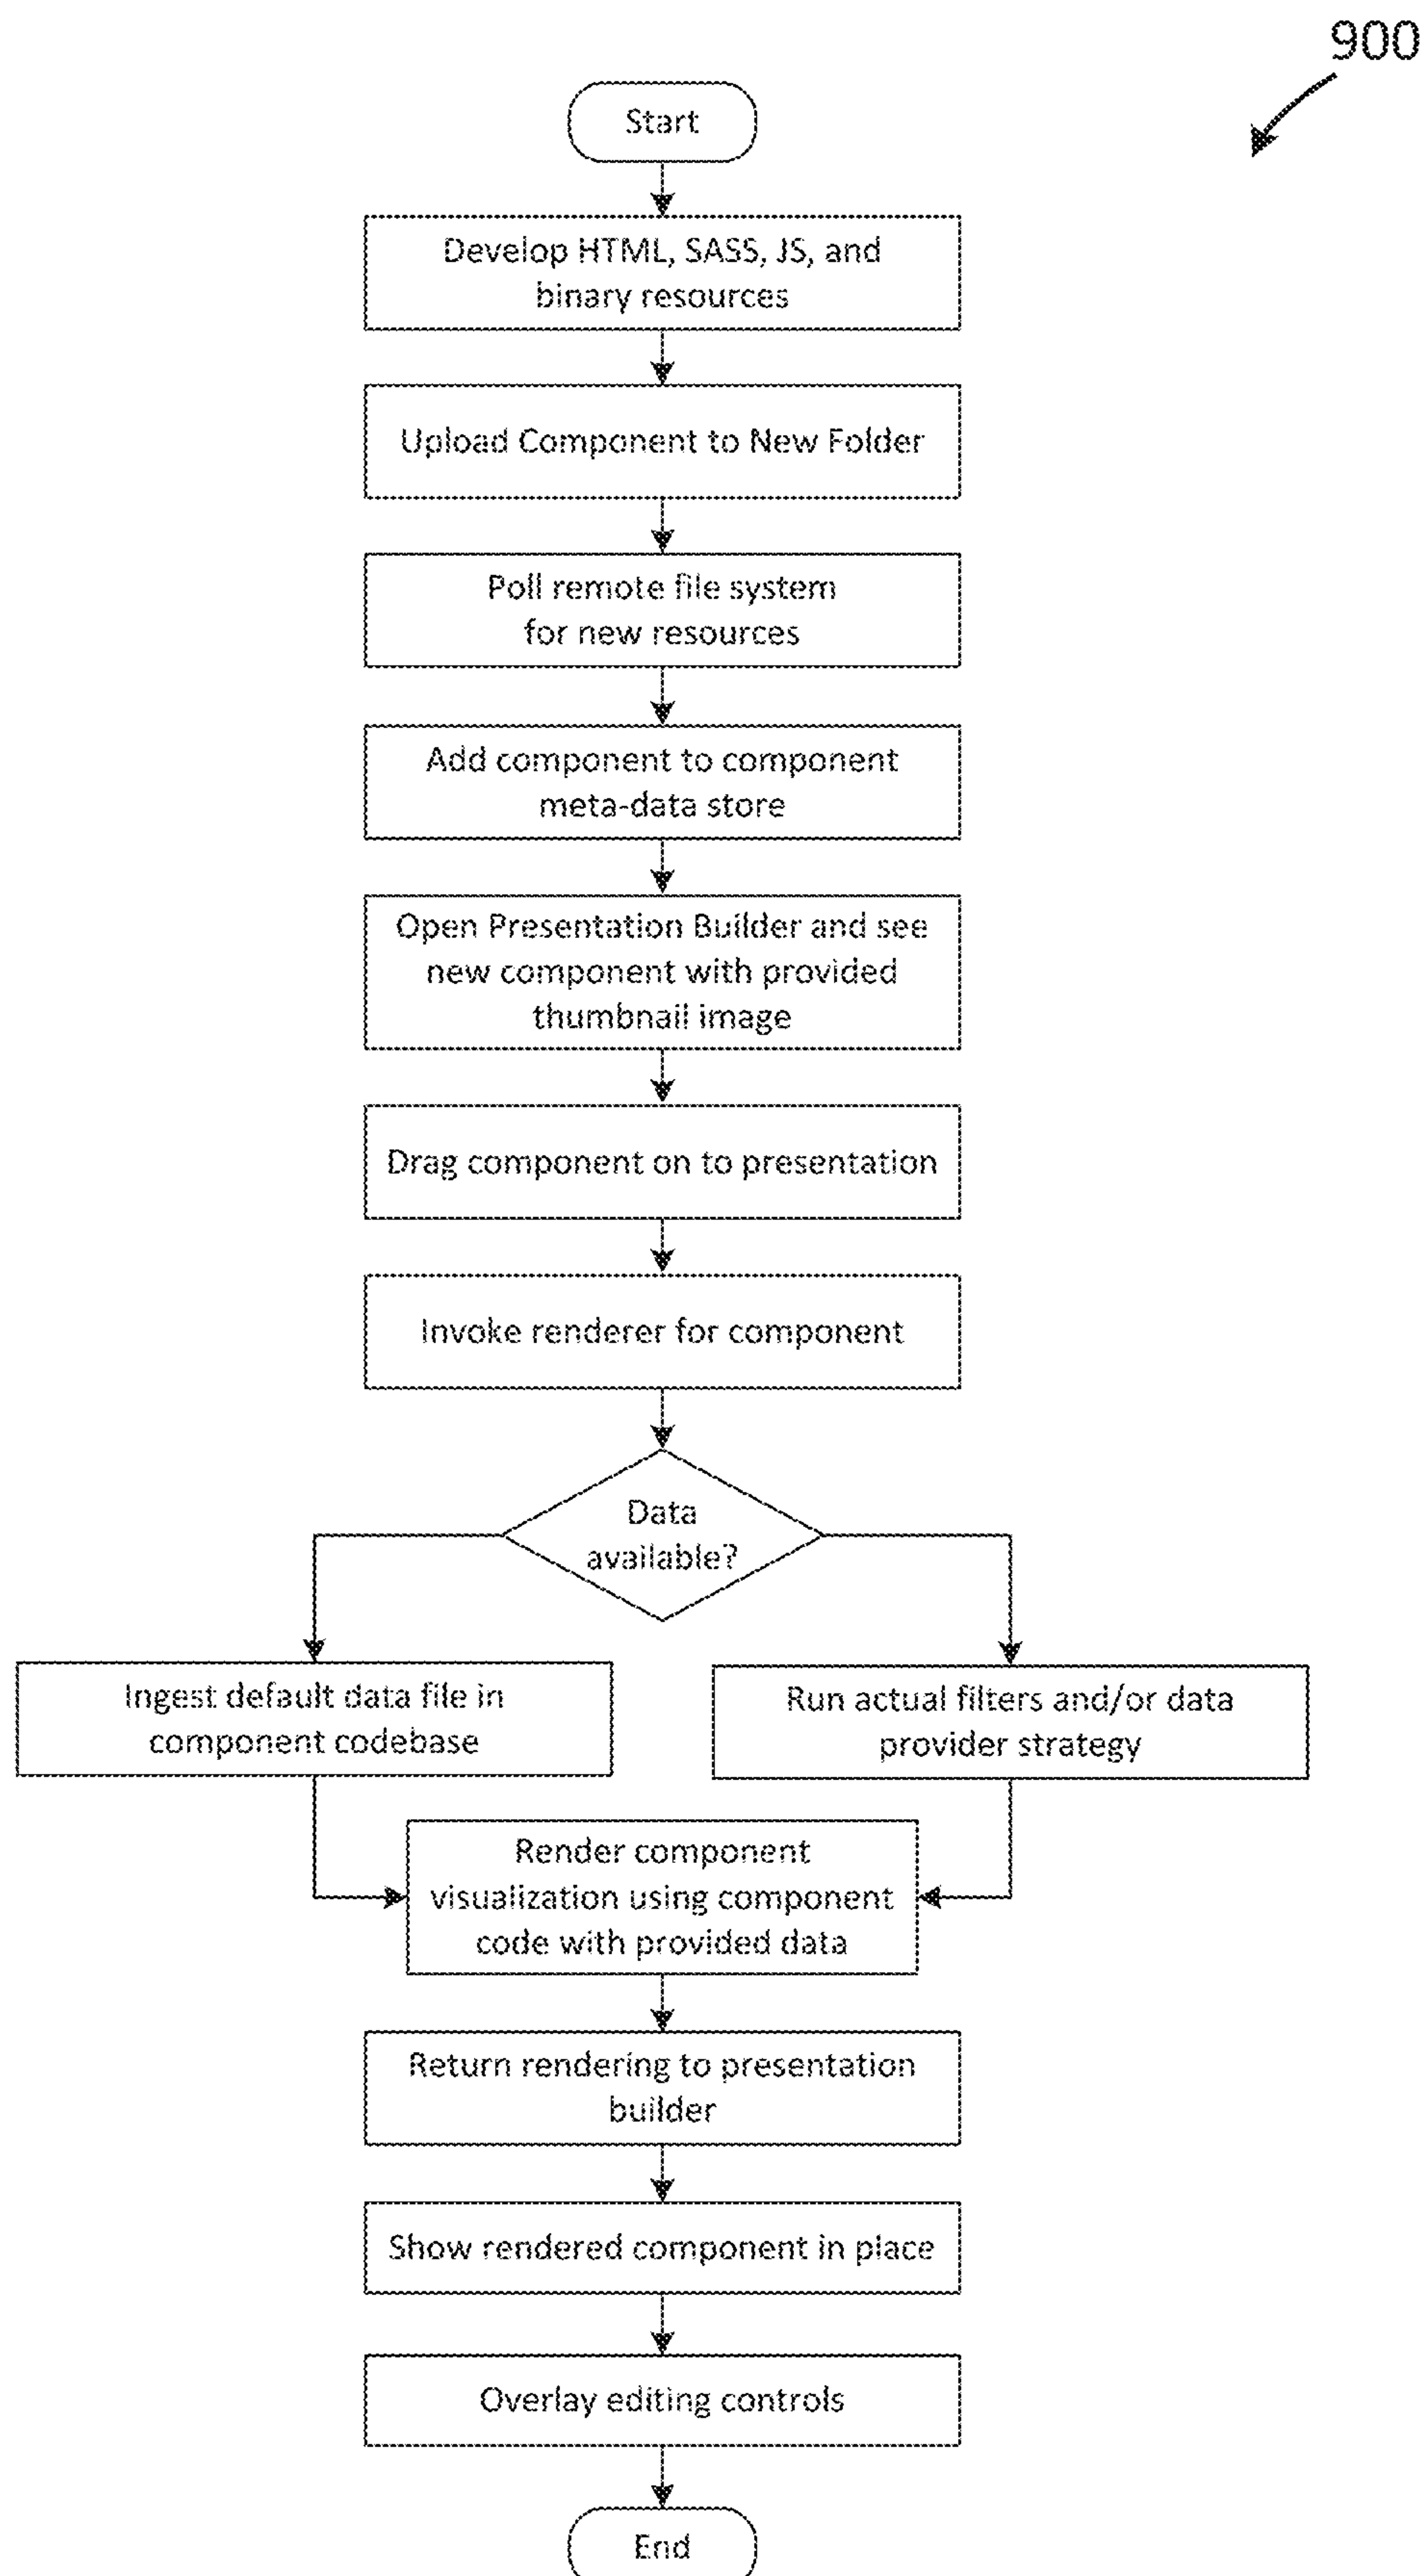 900
Start
Develop HTML, SASS, JS, and
binary resources
Upload Component to New Folder
Poll remote file system
for new resources
Add component to component
meta-data store
Open Presentation Builder and see
new component with provided
thumbnail image
Drag component on to presentation
Invoke renderer for component
Data
available?
Ingest default data file in
component codebase
Run actual filters and/or data
provider strategy
Render component
visualization using component
code with provided data
Return rendering to presentation
builder
Show rendered component in place
Overlay editing controls
End